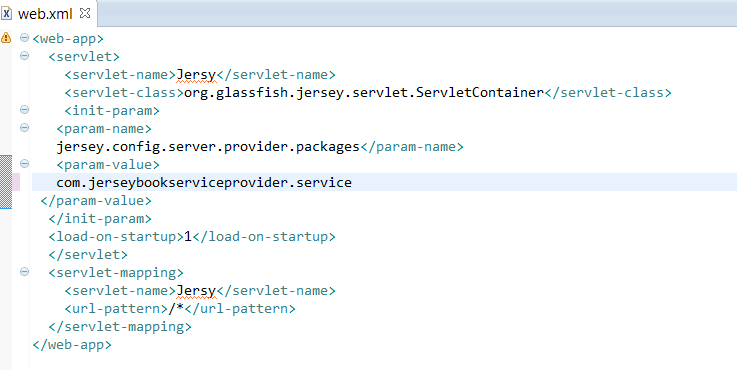 web.xml
<web-app>
<servlet>
<servlet-name>Jersy</servlet-name>
<servlet-class>org.glassfish.jersey.servlet.ServletContainer</servlet-class>
<init-param>
<param-name>
jersey.config.server.provider.packages</param-name>
<param-value>
com.jerseybookserviceprovider.service
</param-value>
</init-param>
<load-on-startup>1</load-on-startup>
</servlet>
<servlet-mapping>
<servlet-name>Jersy</servlet-name>
<url-pattern>/*</url-pattern>
</servlet-mapping>
</web-app>